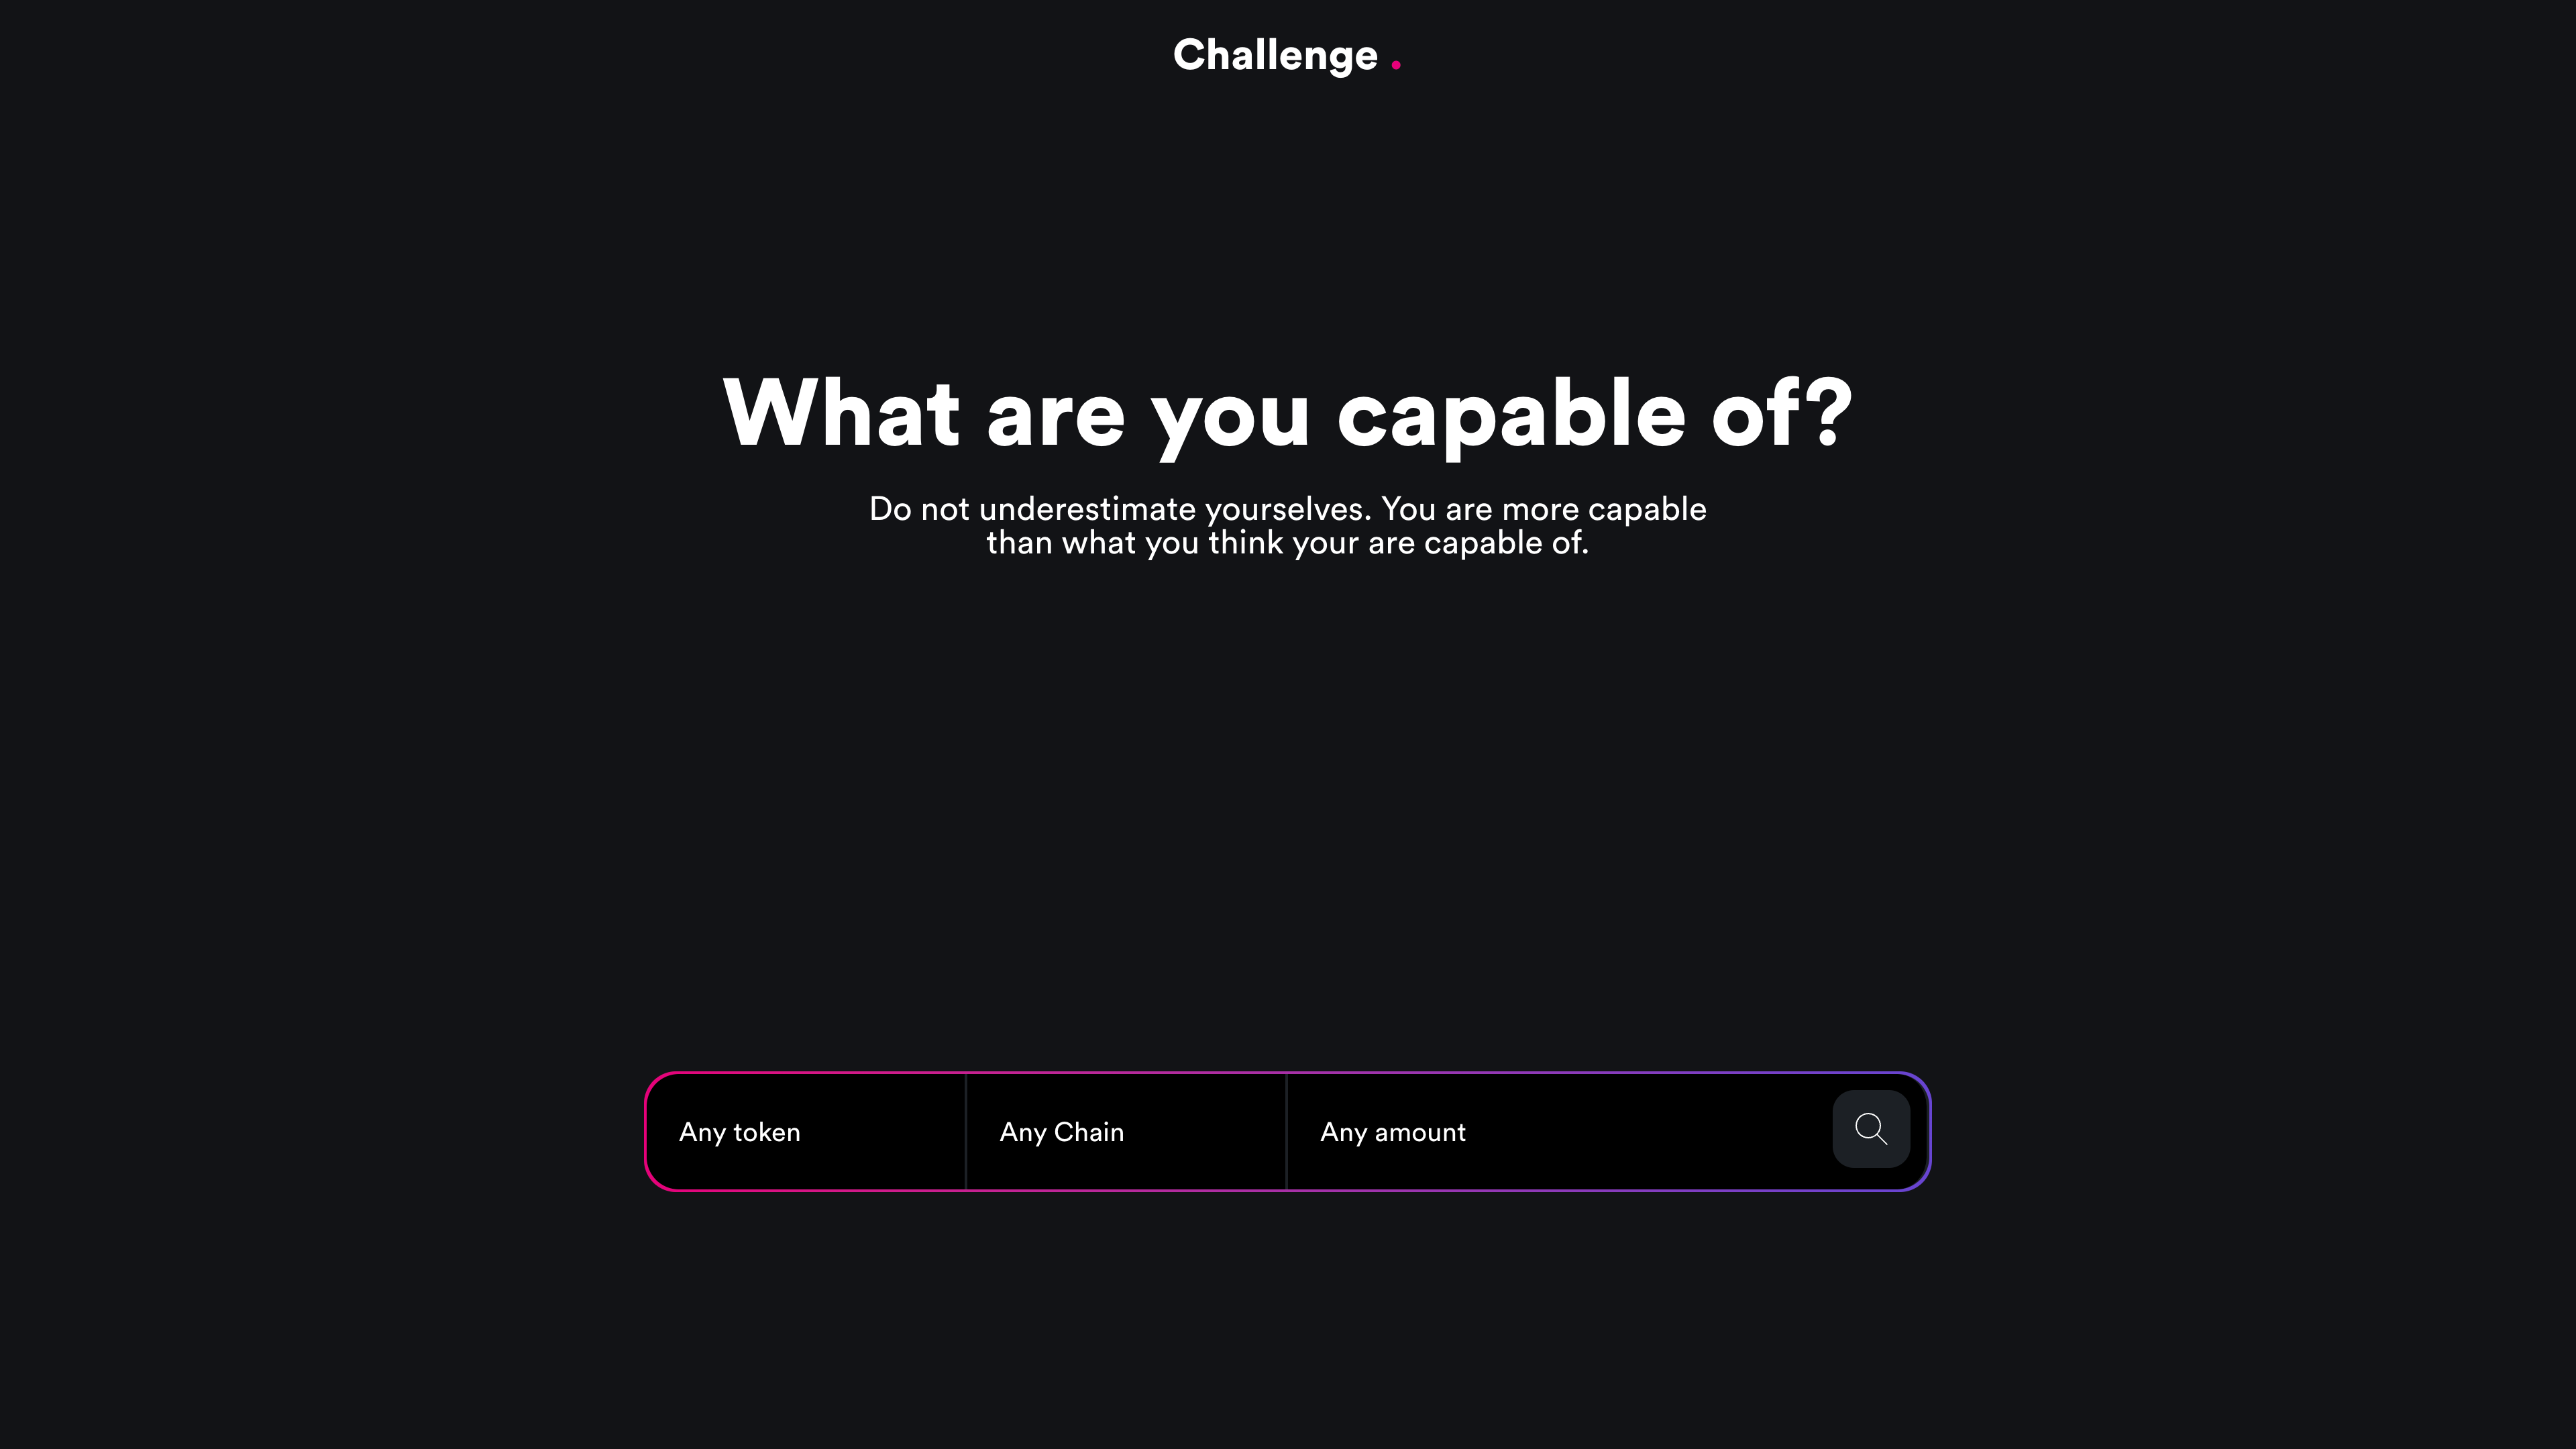 Challenge .
What are you capable of?
Do not underestimate yourselves. You are more capable
than what you think your are capable of.
Any token
Any Chain
Any amount